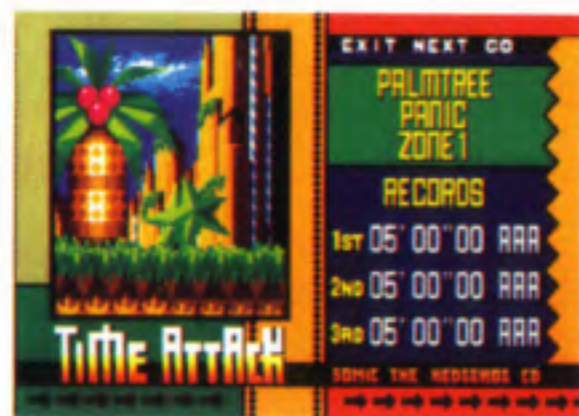 EXIT NEXT GO
PALMTREE
PANIC
ZONE 1
RECORDS
1ST 05'00"00 AAA
2ND 05'00"00 AAA
3RD 05'00"00 AAA
TIME ATTACK
SONIC THE HEDGEHOG CD